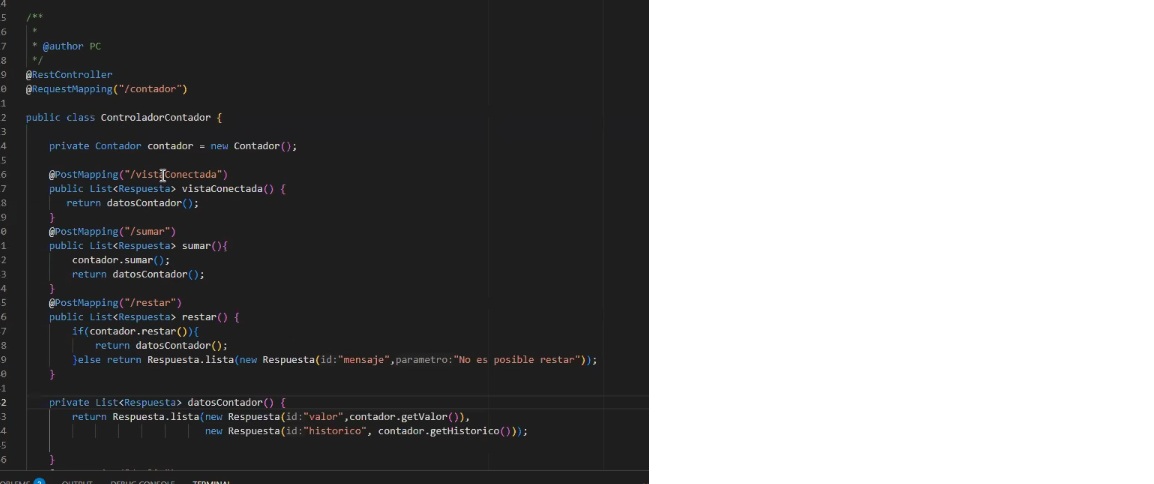 4
5 /**
6 *
7 * @author PC
8 */
9 @RestController
0 @RequestMapping("/contador")
1
2 public class ControladorContador {
3
4 private Contador contador = new Contador();
5
6 @PostMapping("/vistaConectada")
7 public List<Respuesta> vistaConectada() {
8 return datosContador();
9 }
0 @PostMapping("/sumar")
1 public List<Respuesta> sumar(){
2 contador.sumar();
3 return datosContador();
4 }
5 @PostMapping("/restar")
6 public List<Respuesta> restar() {
7 if(contador.restar()){
8 return datosContador();
9 }else return Respuesta.lista(new Respuesta(id:"mensaje",parametro:"No es posible restar"));
0 }
1
2 private List<Respuesta> datosContador() {
3 return Respuesta.lista(new Respuesta(id:"valor",contador.getValor()),
4 new Respuesta(id:"historico", contador.getHistorico()));
5
6 }
OBLEMS OUTPUT DEBUG CONSOLE TERMINAL